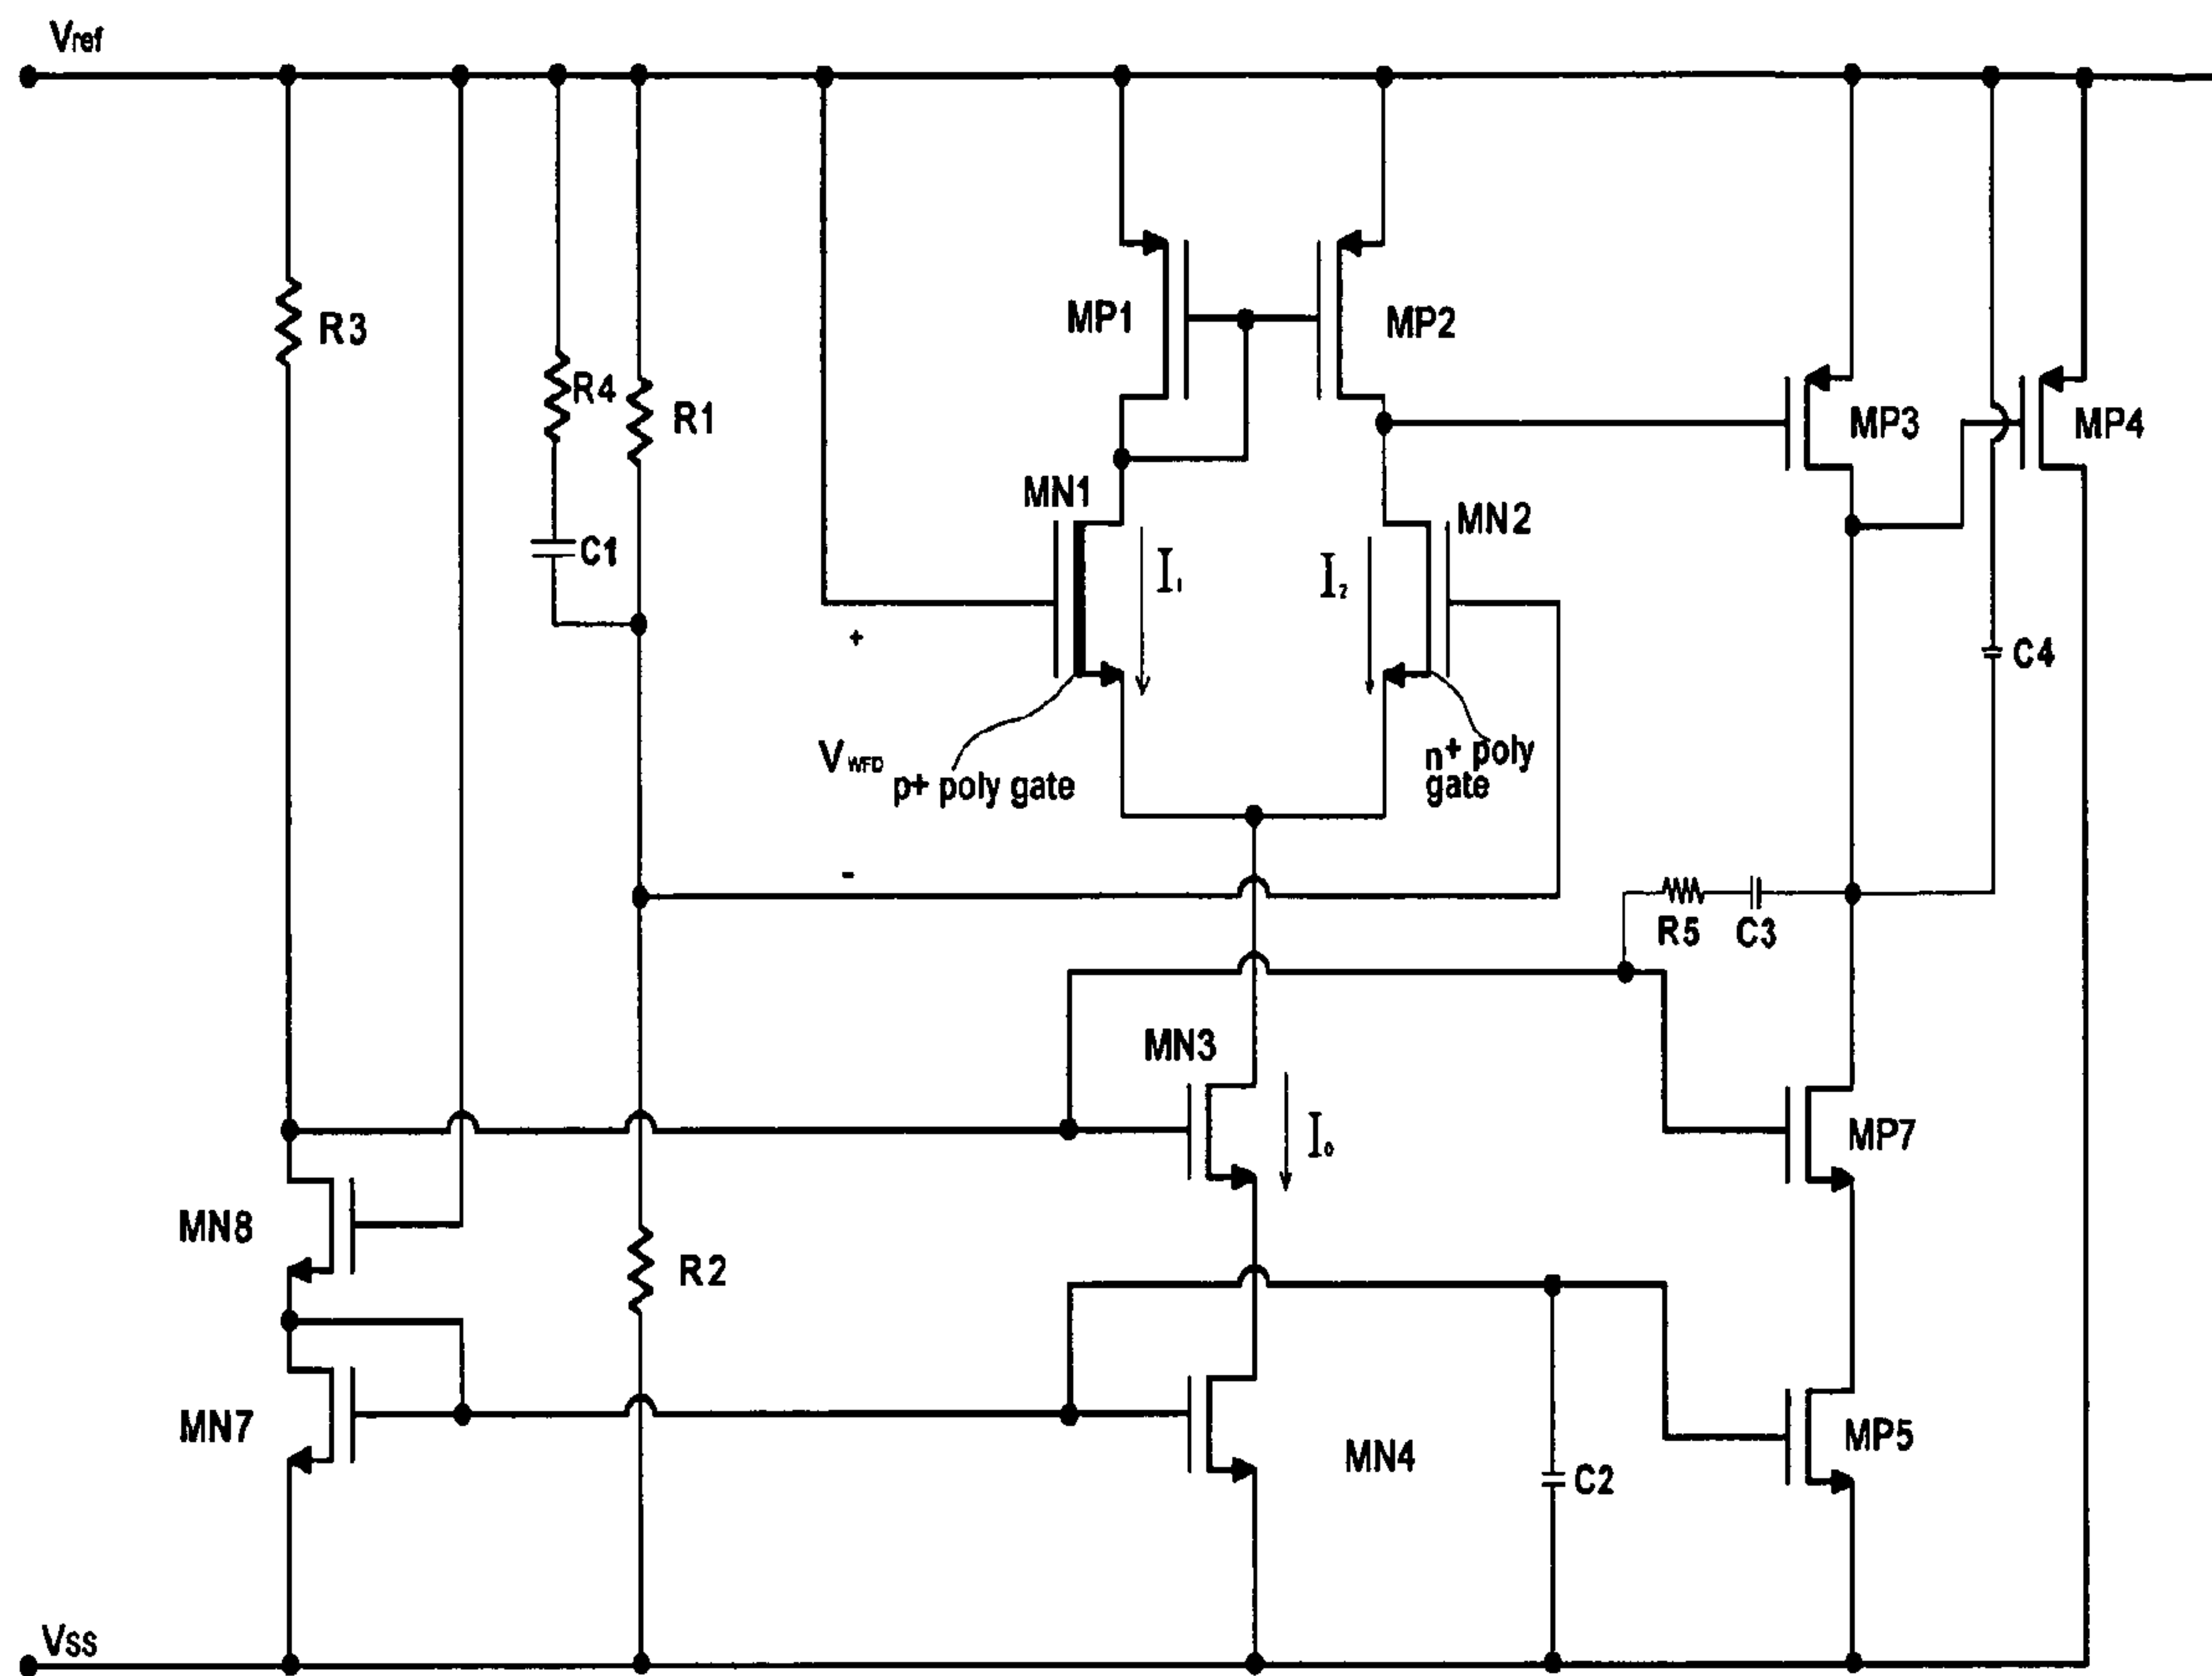 Vref
R3
R4
R1
C1
MP1
MP2
MP3
MP4
MN1
MN2
I₁
I₂
+
C4
V WFD
p+ poly gate
n+ poly
gate
-
R5
C3
MN3
I₀
MP7
MN8
R2
MN7
MN4
C2
MP5
Vss